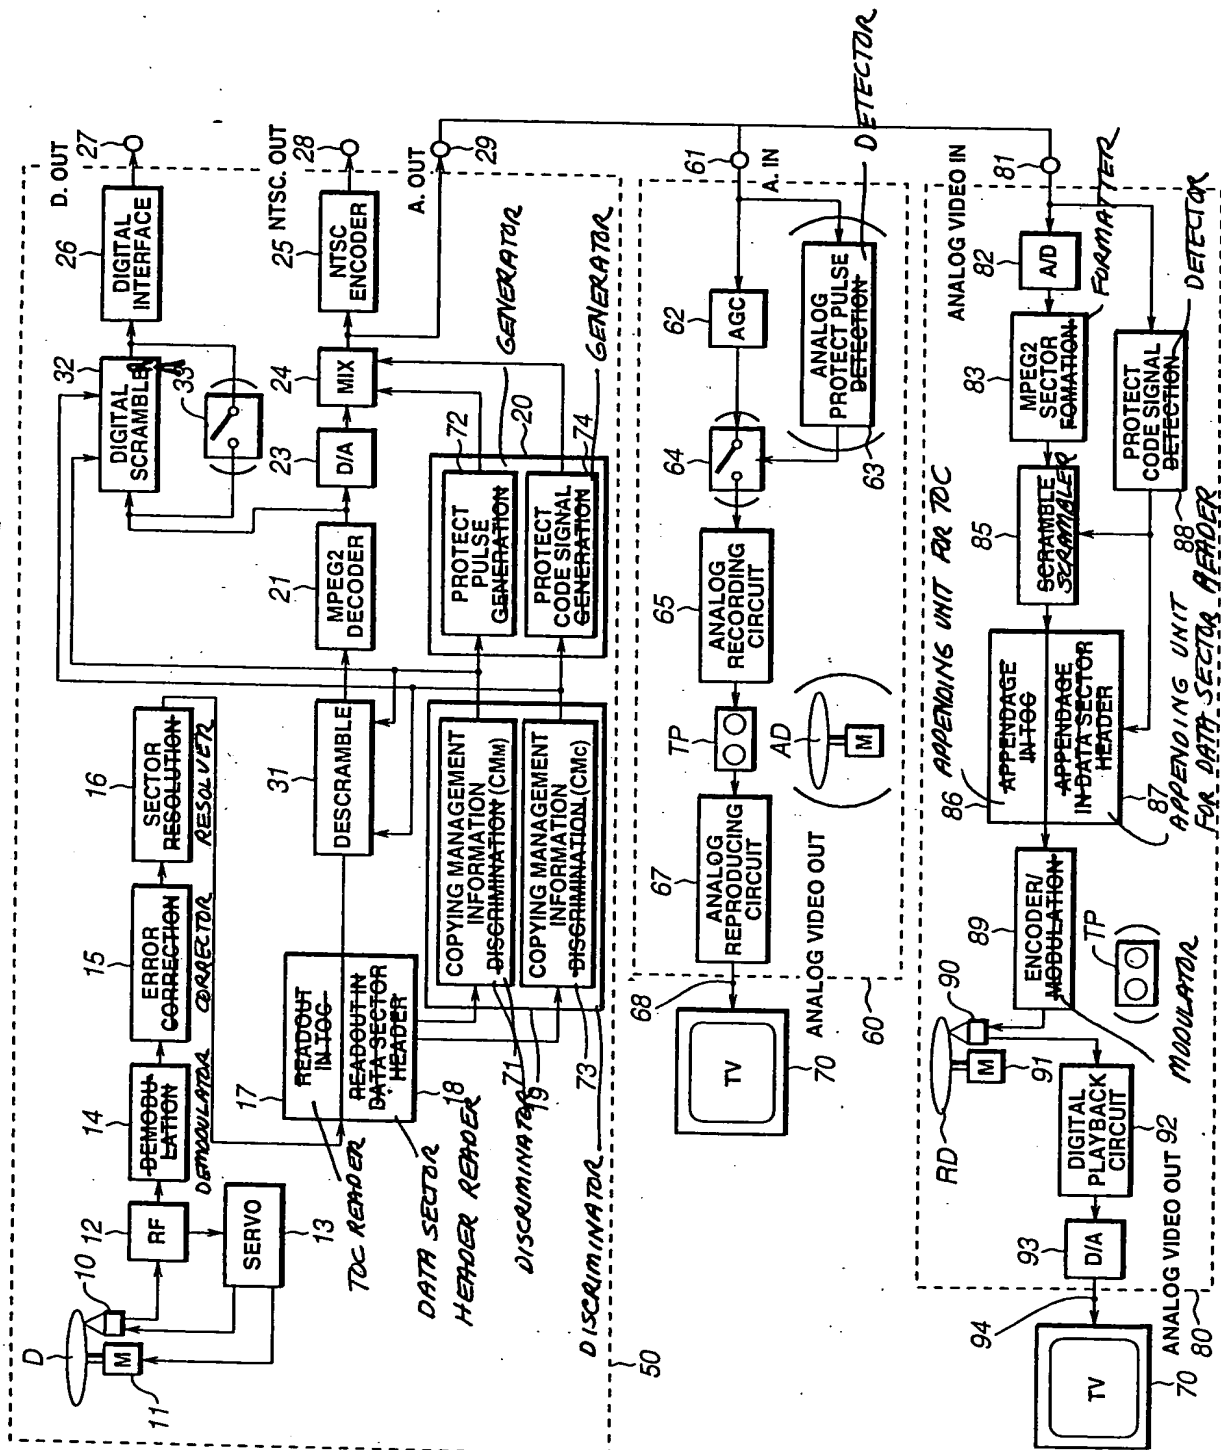 D. OUT
27
26
DIGITAL
INTERFACE
32
DIGITAL
SCRAMBLE
33
NTSC. OUT
28
25
NTSC
ENCODER
A. OUT
29
24
MIX
23
D/A
21
MPEG2
DECODER
GENERATOR
GENERATOR
20
72
PROTECT
PULSE
GENERATION
74
PROTECT
CODE SIGNAL
GENERATION
31
DESCRAMBLE
16
SECTOR
RESOLUTION
RESOLVER
15
ERROR
CORRECTION
CORRECTOR
14
DEMODU-
LATION
DEMODULATOR
12
RF
13
SERVO
10
D
M
11
17
READOUT
IN TOC
READOUT IN
DATA SECTOR
HEADER
18
TOC READER
DATA SECTOR
HEADER READER
COPYING MANAGEMENT
INFORMATION
DISCRIMINATION (CMM)
71
COPYING MANAGEMENT
INFORMATION
DISCRIMINATION (CMC)
73
19
DISCRIMINATOR
DISCRIMINATOR
50
61
A. IN
62
AGC
ANALOG
PROTECT PULSE
DETECTION
63
DETECTOR
64
65
ANALOG
RECORDING
CIRCUIT
TP
AD
M
67
ANALOG
REPRODUCING
CIRCUIT
ANALOG VIDEO OUT
68
60
TV
70
ANALOG VIDEO IN
81
82
A/D
83
MPEG2
SECTOR
FOMATION
FORMATTER
PROTECT
CODE SIGNAL
DETECTION
88
DETECTOR
85
SCRAMBLE
SCRAMBLER
APPENDING UNIT FOR TOC
86
APPENDAGE
IN TOC
APPENDAGE
IN DATA SECTOR
HEADER
87
APPENDING UNIT
FOR DATA SECTOR HEADER
89
ENCODER/
MODULATION
MODULATOR
TP
90
RD
M
91
DIGITAL
PLAYBACK
CIRCUIT
92
93
D/A
ANALOG VIDEO OUT
94
80
TV
70